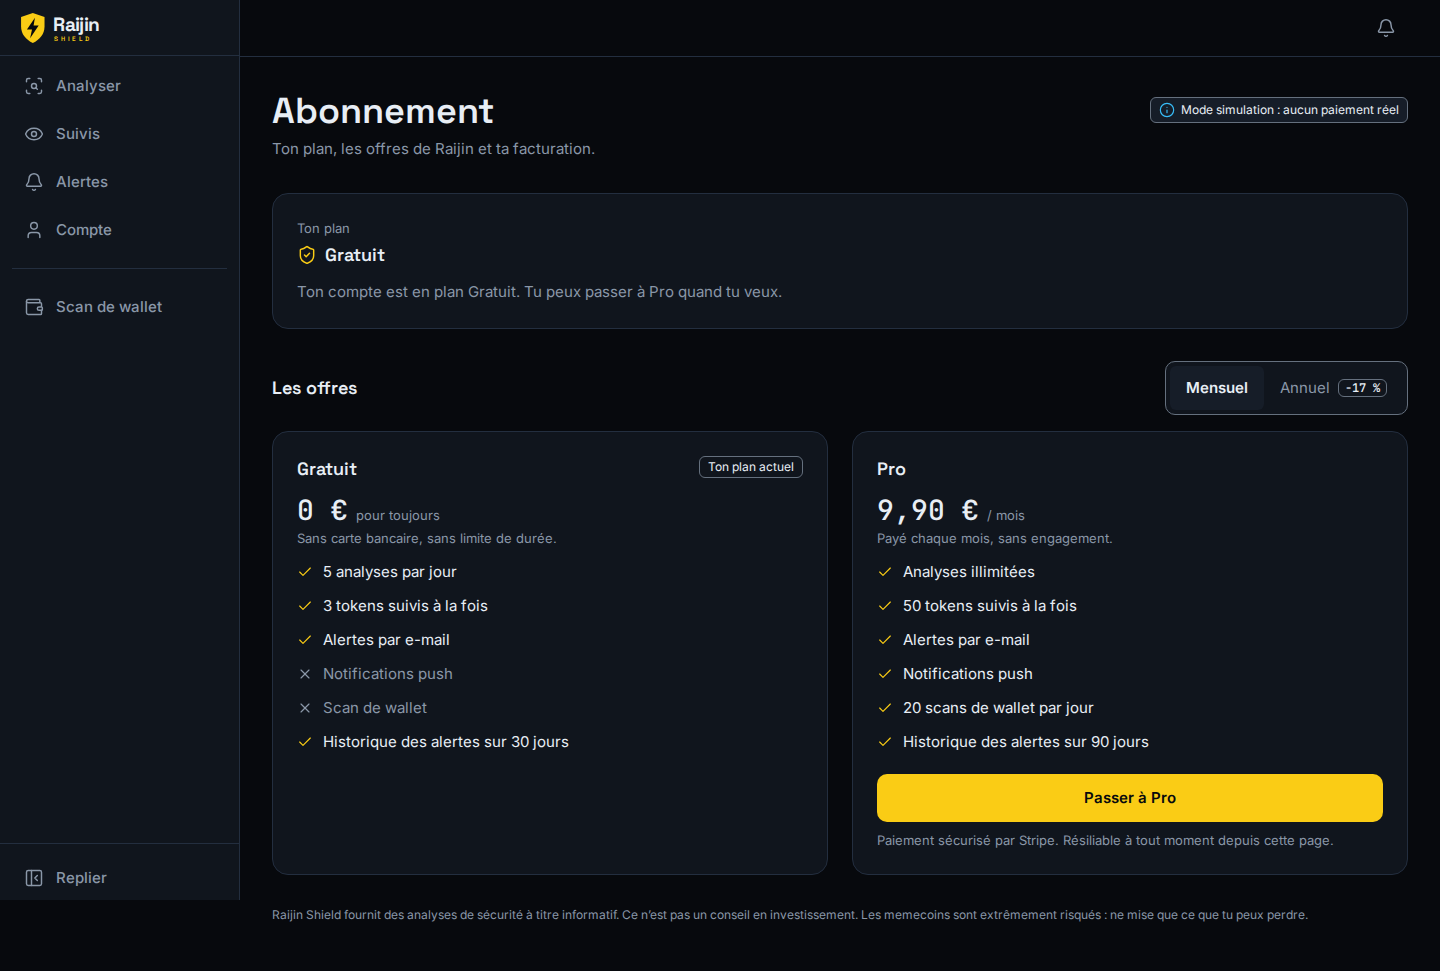 Raijin
SHIELD
Analyser
Suivis
Alertes
Compte
Scan de wallet
Replier
Abonnement
Mode simulation : aucun paiement réel
Ton plan, les offres de Raijin et ta facturation.
Ton plan
Gratuit
Ton compte est en plan Gratuit. Tu peux passer à Pro quand tu veux.
Les offres
Mensuel
Annuel -17 %
Gratuit
Ton plan actuel
0 € pour toujours
Sans carte bancaire, sans limite de durée.
5 analyses par jour
3 tokens suivis à la fois
Alertes par e-mail
Notifications push
Scan de wallet
Historique des alertes sur 30 jours
Pro
9,90 € / mois
Payé chaque mois, sans engagement.
Analyses illimitées
50 tokens suivis à la fois
Alertes par e-mail
Notifications push
20 scans de wallet par jour
Historique des alertes sur 90 jours
Passer à Pro
Paiement sécurisé par Stripe. Résiliable à tout moment depuis cette page.
Raijin Shield fournit des analyses de sécurité à titre informatif. Ce n'est pas un conseil en investissement. Les memecoins sont extrêmement risqués : ne mise que ce que tu peux perdre.